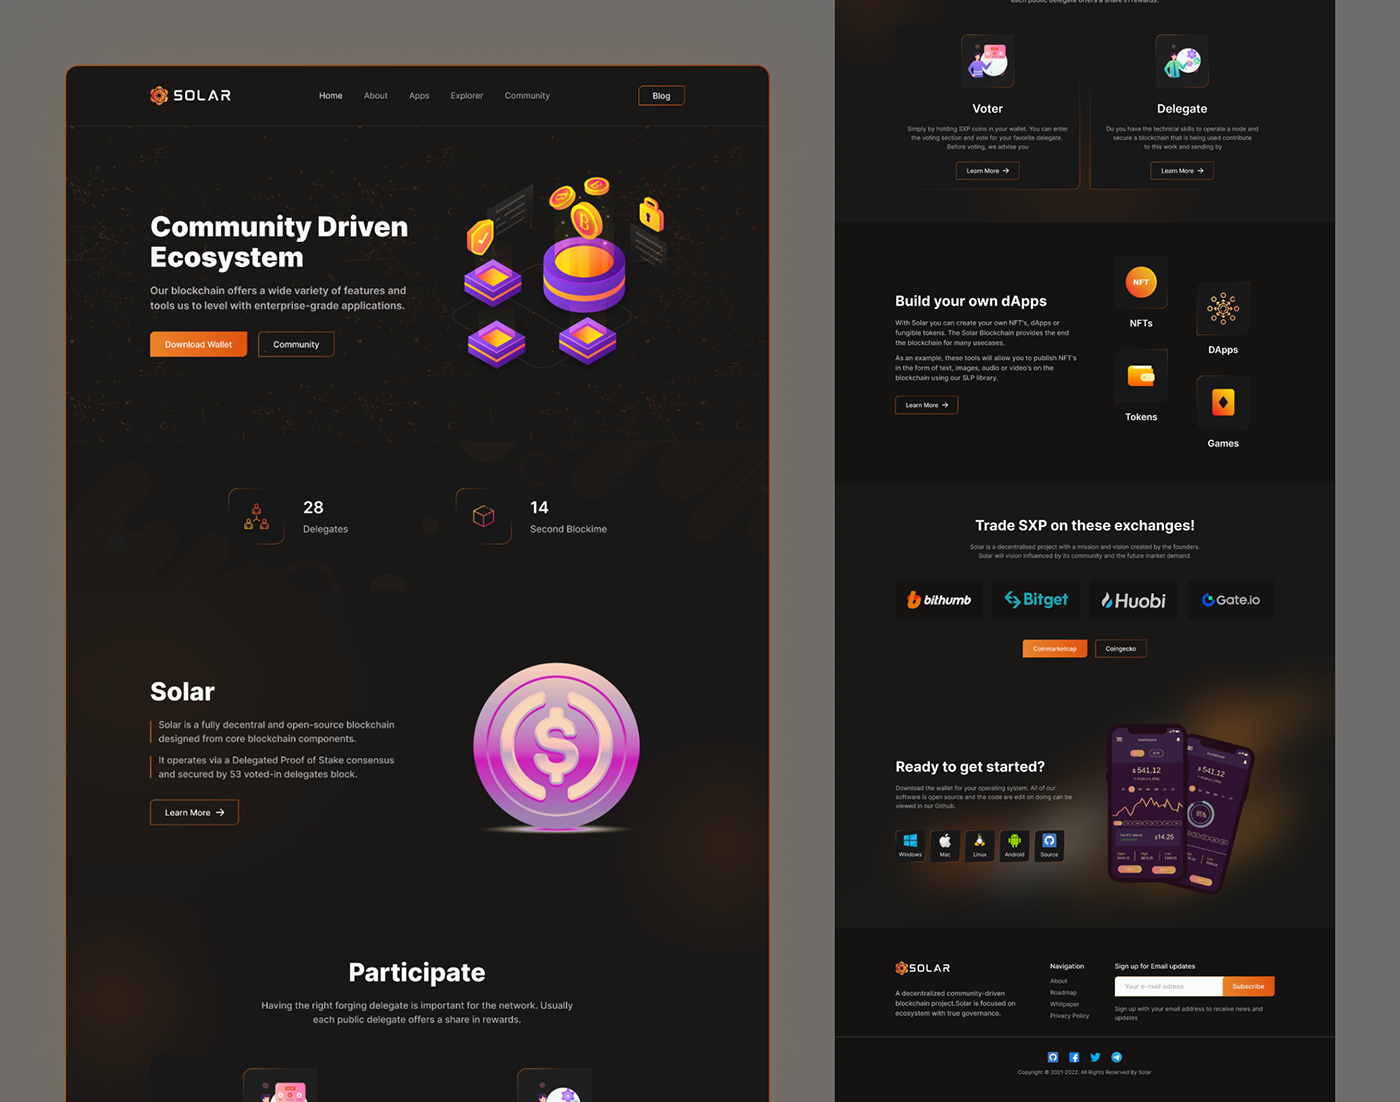 SOLAR
Home
About
Apps
Explorer
Community
Blog
Community Driven
Ecosystem
Our blockchain offers a wide variety of features and
tools us to level with enterprise-grade applications.
Download Wallet
Community
28
Delegates
14
Second Blockime
Solar
Solar is a fully decentral and open-source blockchain
designed from core blockchain components.
It operates via a Delegated Proof of Stake consensus
and secured by 53 voted-in delegates block.
Learn More
Participate
Having the right forging delegate is important for the network. Usually
each public delegate offers a share in rewards.
each public delegate offers a share in rewards.
Voter
Simply by holding SXP coins in your wallet. You can enter
the voting section and vote for your favorite delegate.
Before voting, we advise you
Learn More
Delegate
Do you have the technical skills to operate a node and
secure a blockchain that is being used contribute
to this work and sending by
Learn More
Build your own dApps
With Solar you can create your own NFT's, dApps or
fungible tokens. The Solar Blockchain provides the end
the blockchain for many usecases.
As an example, these tools will allow you to publish NFT's
in the form of text, images, audio or video's on the
blockchain using our SLP library.
Learn More
NFT
NFTs
DApps
Tokens
Games
Trade SXP on these exchanges!
Solar is a decentralised project with a mission and vision created by the founders.
Solar will vision influenced by its community and the future market demand.
bithumb
Bitget
Huobi
Gate.io
Coinmarketcap
Coingecko
Ready to get started?
Download the wallet for your operating system. All of our
software is open source and the code are edit on doing can be
viewed in our Github.
Windows
Mac
Linux
Android
Source
Dashboard
$ 541,12
$14.25
Dashboard
$ 541,12
85%
SOLAR
A decentralized community-driven
blockchain project.Solar is focused on
ecosystem with true governance.
Navigation
About
Roadmap
Whitpaper
Privacy Policy
Sign up for Email updates
Your e-mail adress
Subscribe
Sign up with your email address to receive news and
updates
Copyright © 2021-2022. All Rights Reserved By Solar